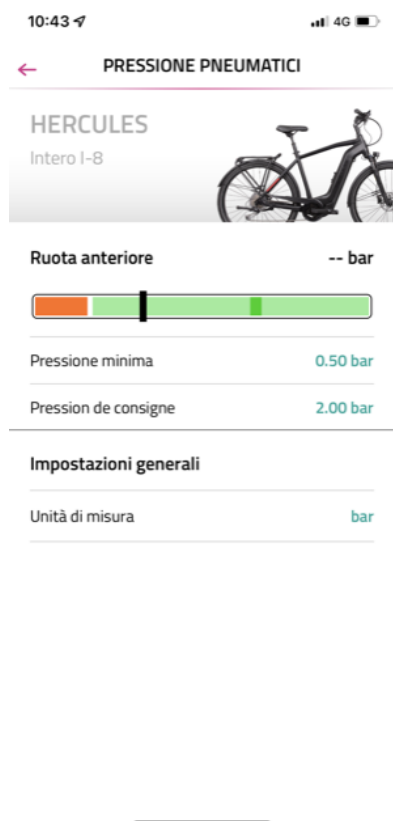 10:43
4G
PRESSIONE PNEUMATICI
HERCULES
Intero I-8
Ruota anteriore -- bar
Pressione minima 0.50 bar
Pression de consigne 2.00 bar
Impostazioni generali
Unità di misura bar